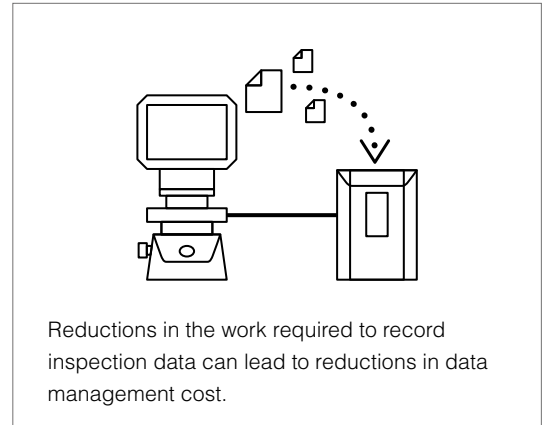 Reductions in the work required to record
inspection data can lead to reductions in data
management cost.